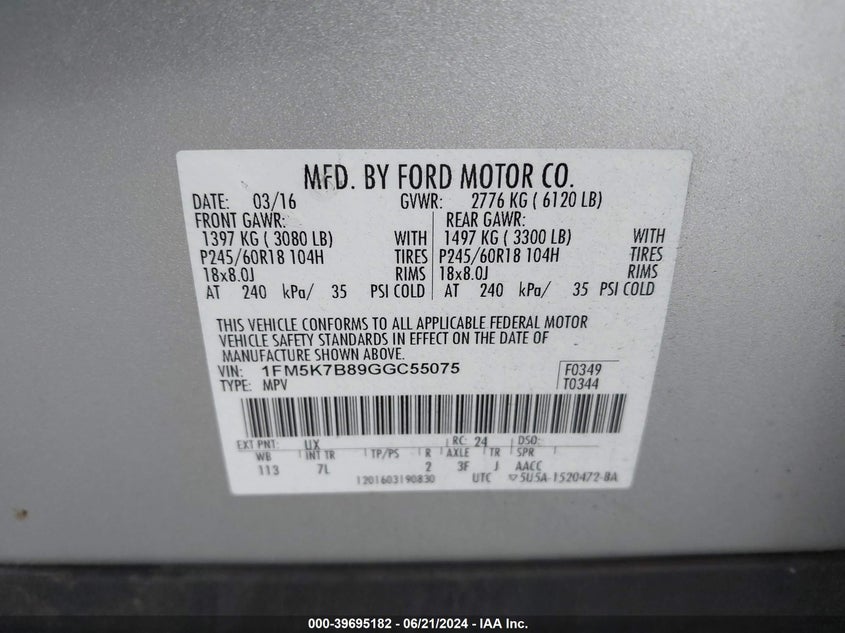 MFD. BY FORD MOTOR CO.
DATE: 03/16 GVWR: 2776 KG ( 6120 LB)
FRONT GAWR: REAR GAWR:
1397 KG ( 3080 LB) WITH 1497 KG ( 3300 LB) WITH
P245/60R18 104H TIRES P245/60R18 104H TIRES
18x8.0J RIMS 18x8.0J RIMS
AT 240 kPa/ 35 PSI COLD AT 240 kPa/ 35 PSI COLD
THIS VEHICLE CONFORMS TO ALL APPLICABLE FEDERAL MOTOR
VEHICLE SAFETY STANDARDS IN EFFECT ON THE DATE OF
MANUFACTURE SHOWN ABOVE.
VIN: 1FM5K7B89GGC55075 F0349
TYPE: MPV T0344
EXT PNT: UX RC: 24 DSO:
WB INT TR TP/PS R AXLE TR SPR
113 7L 2 3F J AACC
1201603190830 UTC ▽5U5A-1520472-BA
000-39695182 - 06/21/2024 - IAA Inc.